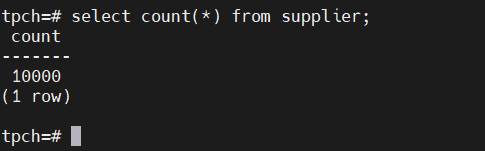 tpch=# select count(*) from supplier;
count
-------
10000
(1 row)
tpch=#